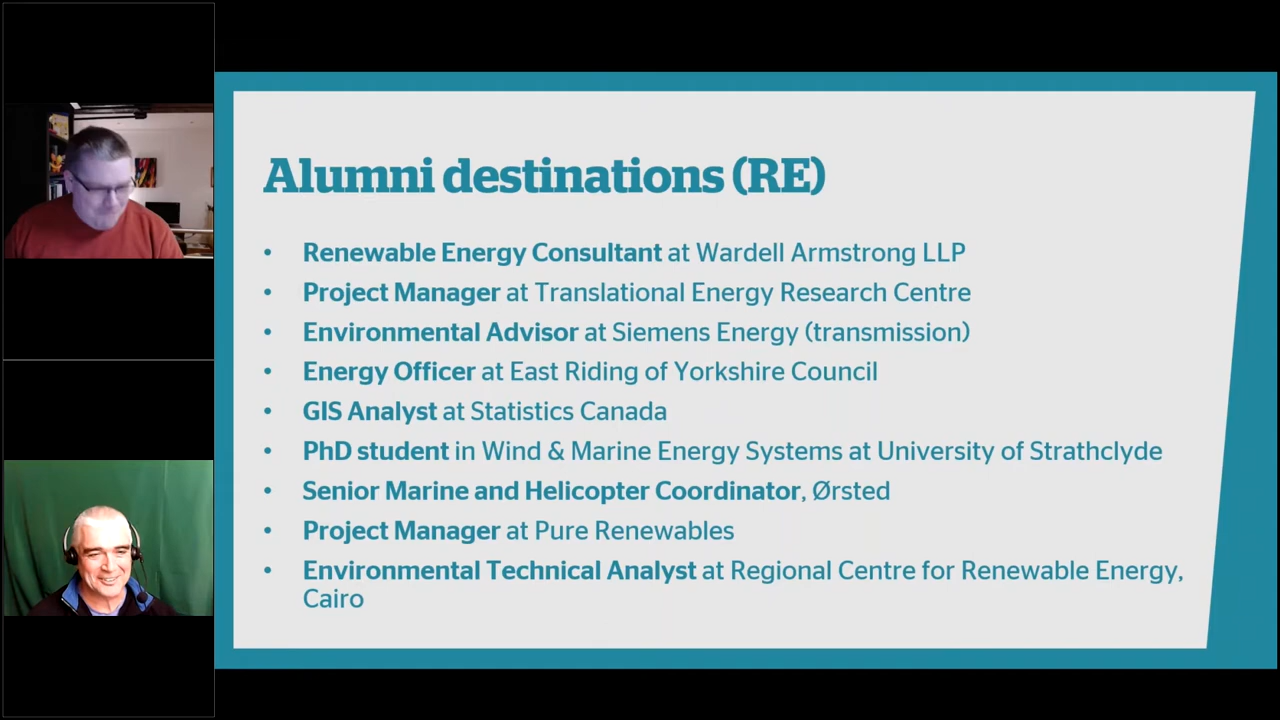 Alumni destinations (RE)
• Renewable Energy Consultant at Wardell Armstrong LLP
• Project Manager at Translational Energy Research Centre
• Environmental Advisor at Siemens Energy (transmission)
• Energy Officer at East Riding of Yorkshire Council
• GIS Analyst at Statistics Canada
• PhD student in Wind & Marine Energy Systems at University of Strathclyde
• Senior Marine and Helicopter Coordinator, Ørsted
• Project Manager at Pure Renewables
• Environmental Technical Analyst at Regional Centre for Renewable Energy,
Cairo